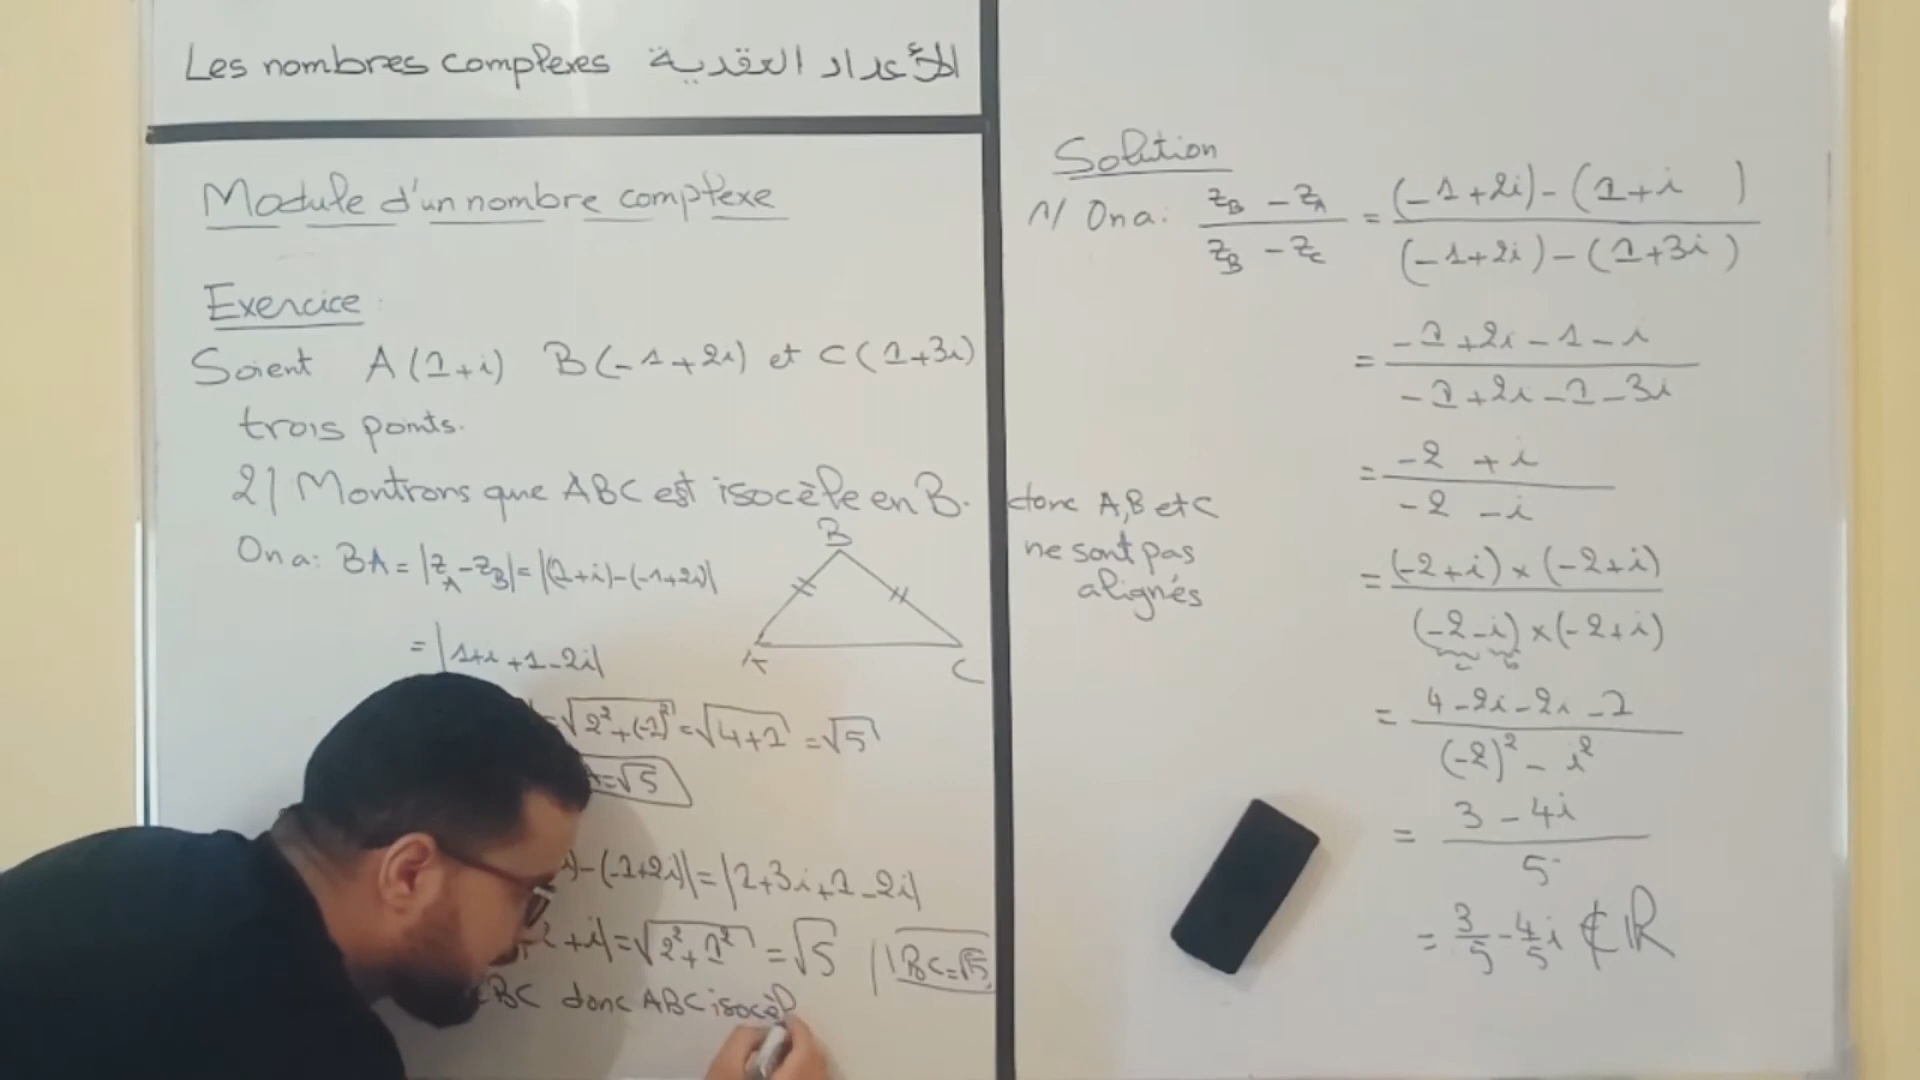 Les nombres complexes الأعداد العقدية
Module d'un nombre complexe
Exercice :
Soient A(1+i) B(-1+2i) et C(1+3i)
trois points.
2/ Montrons que ABC est isocèle en B.
On a: BA = |z_A - z_B| = |(1+i)-(-1+2i)|
= |1+i+1-2i|
= √(2²+(-1)²) = √(4+1) = √5
A=√5
i)-(-1+2i)| = |1+3i+1-2i|
2+i| = √(2²+1²) = √5 // BC=√5
BC donc ABC isocèl
B
A
C
Solution
1/ On a: (z_B - z_A)/(z_B - z_C) = ((-1+2i)-(1+i))/((-1+2i)-(1+3i))
= (-1+2i-1-i)/(-1+2i-1-3i)
= (-2+i)/(-2-i)
= ((-2+i)×(-2+i))/((-2-i)×(-2+i))
= (4-2i-2i-1)/((-2)²-i²)
= (3-4i)/5
= 3/5 - 4/5 i ∉ ℝ
donc A,B et C
ne sont pas
alignés